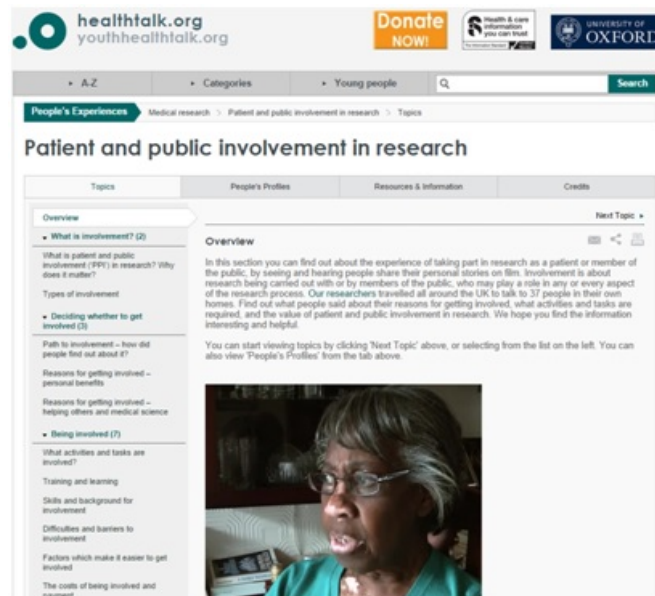 healthtalk.org
youthhealthtalk.org
Donate
NOW!
Health & care
information
you can trust
The Information Standard
UNIVERSITY OF
OXFORD
A-Z
Categories
Young people
Search
People's Experiences
Medical research > Patient and public involvement in research > Topics
Patient and public involvement in research
Topics
People's Profiles
Resources & Information
Credits
Overview
What is involvement? (2)
What is patient and public
involvement ('PPI') in research? Why
does it matter?
Types of involvement
Deciding whether to get
involved (3)
Path to involvement – how did
people find out about it?
Reasons for getting involved –
personal benefits
Reasons for getting involved –
helping others and medical science
Being involved (7)
What activities and tasks are
involved?
Training and learning
Skills and background for
involvement
Difficulties and barriers to
involvement
Factors which make it easier to get
involved
The costs of being involved and
payment
Next Topic
Overview
In this section you can find out about the experience of taking part in research as a patient or member of
the public, by seeing and hearing people share their personal stories on film. Involvement is about
research being carried out with or by members of the public, who may play a role in any or every aspect
of the research process. Our researchers travelled all around the UK to talk to 37 people in their own
homes. Find out what people said about their reasons for getting involved, what activities and tasks are
required, and the value of patient and public involvement in research. We hope you find the information
interesting and helpful.
You can start viewing topics by clicking 'Next Topic' above, or selecting from the list on the left. You can
also view 'People's Profiles' from the tab above.